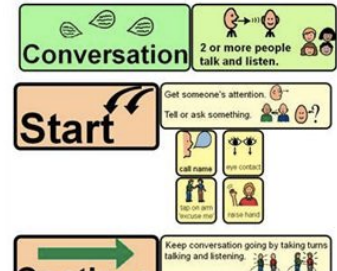 Conversation
2 or more people
talk and listen.
Start
Get someone's attention.
Tell or ask something.
?
call name
eye contact
tap on arm
'excuse me'
raise hand
Keep conversation going by taking turns
talking and listening.